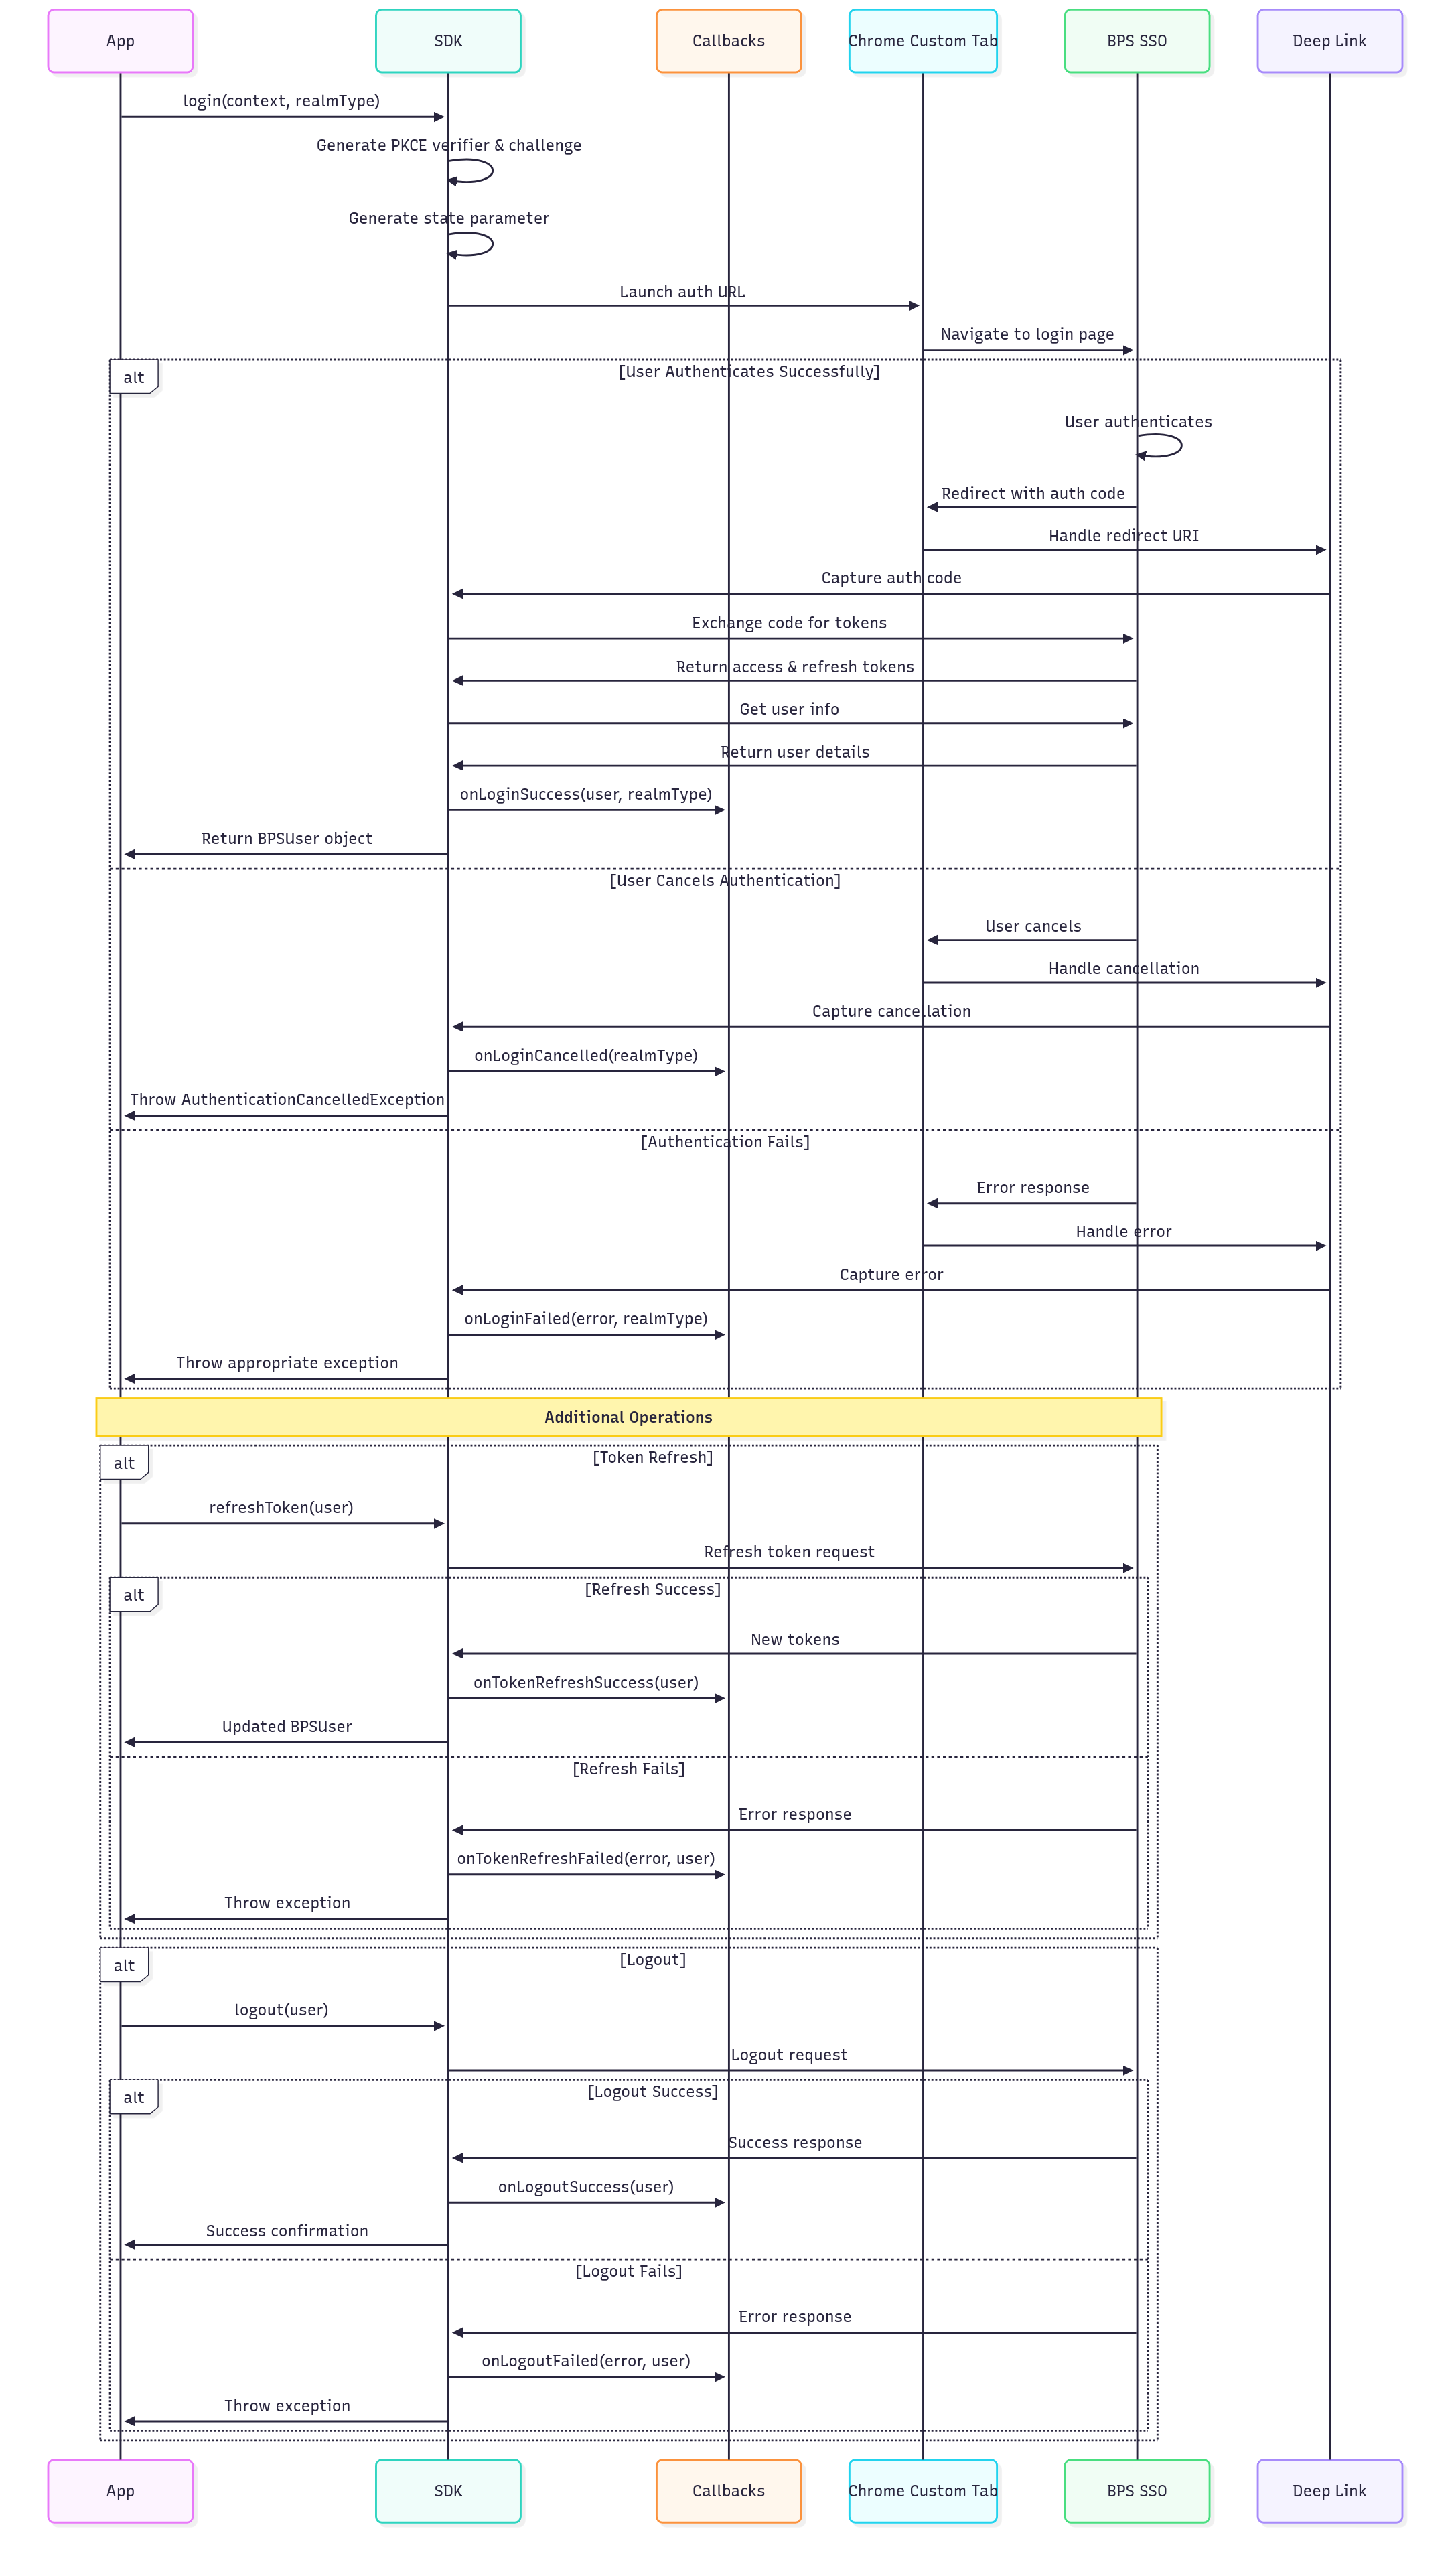 App
SDK
Callbacks
Chrome Custom Tab
BPS SSO
Deep Link
login(context, realmType)
Generate PKCE verifier & challenge
Generate state parameter
Launch auth URL
Navigate to login page
alt
[User Authenticates Successfully]
User authenticates
Redirect with auth code
Handle redirect URI
Capture auth code
Exchange code for tokens
Return access & refresh tokens
Get user info
Return user details
onLoginSuccess(user, realmType)
Return BPSUser object
[User Cancels Authentication]
User cancels
Handle cancellation
Capture cancellation
onLoginCancelled(realmType)
Throw AuthenticationCancelledException
[Authentication Fails]
Error response
Handle error
Capture error
onLoginFailed(error, realmType)
Throw appropriate exception
Additional Operations
alt
[Token Refresh]
refreshToken(user)
Refresh token request
alt
[Refresh Success]
New tokens
onTokenRefreshSuccess(user)
Updated BPSUser
[Refresh Fails]
Error response
onTokenRefreshFailed(error, user)
Throw exception
alt
[Logout]
logout(user)
Logout request
alt
[Logout Success]
Success response
onLogoutSuccess(user)
Success confirmation
[Logout Fails]
Error response
onLogoutFailed(error, user)
Throw exception
App
SDK
Callbacks
Chrome Custom Tab
BPS SSO
Deep Link